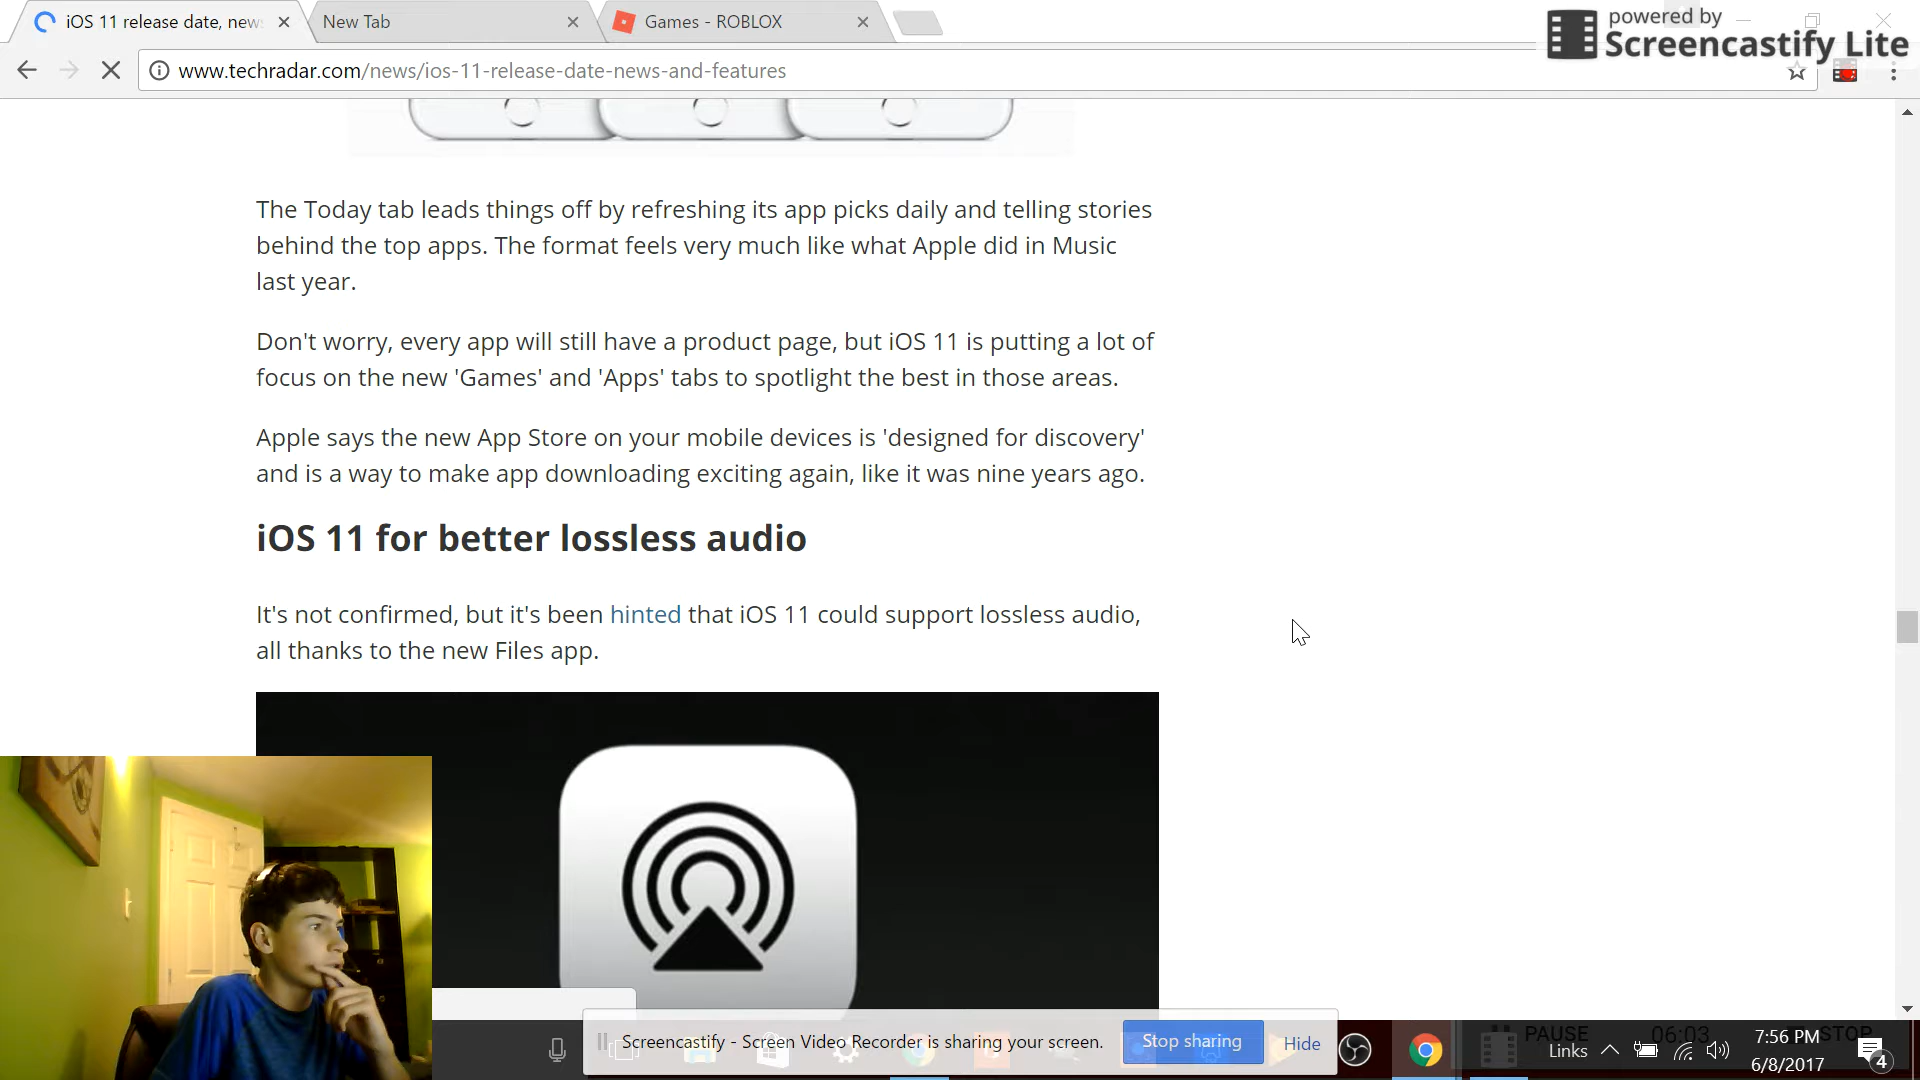 iOS 11 release date, new
New Tab
Games - ROBLOX
powered by
Screencastify Lite
www.techradar.com/news/ios-11-release-date-news-and-features
The Today tab leads things off by refreshing its app picks daily and telling stories
behind the top apps. The format feels very much like what Apple did in Music
last year.
Don't worry, every app will still have a product page, but iOS 11 is putting a lot of
focus on the new 'Games' and 'Apps' tabs to spotlight the best in those areas.
Apple says the new App Store on your mobile devices is 'designed for discovery'
and is a way to make app downloading exciting again, like it was nine years ago.
iOS 11 for better lossless audio
It's not confirmed, but it's been hinted that iOS 11 could support lossless audio,
all thanks to the new Files app.
Screencastify - Screen Video Recorder is sharing your screen.
Stop sharing
Hide
PAUSE
06:03
STOP
Links
7:56 PM
6/8/2017
4